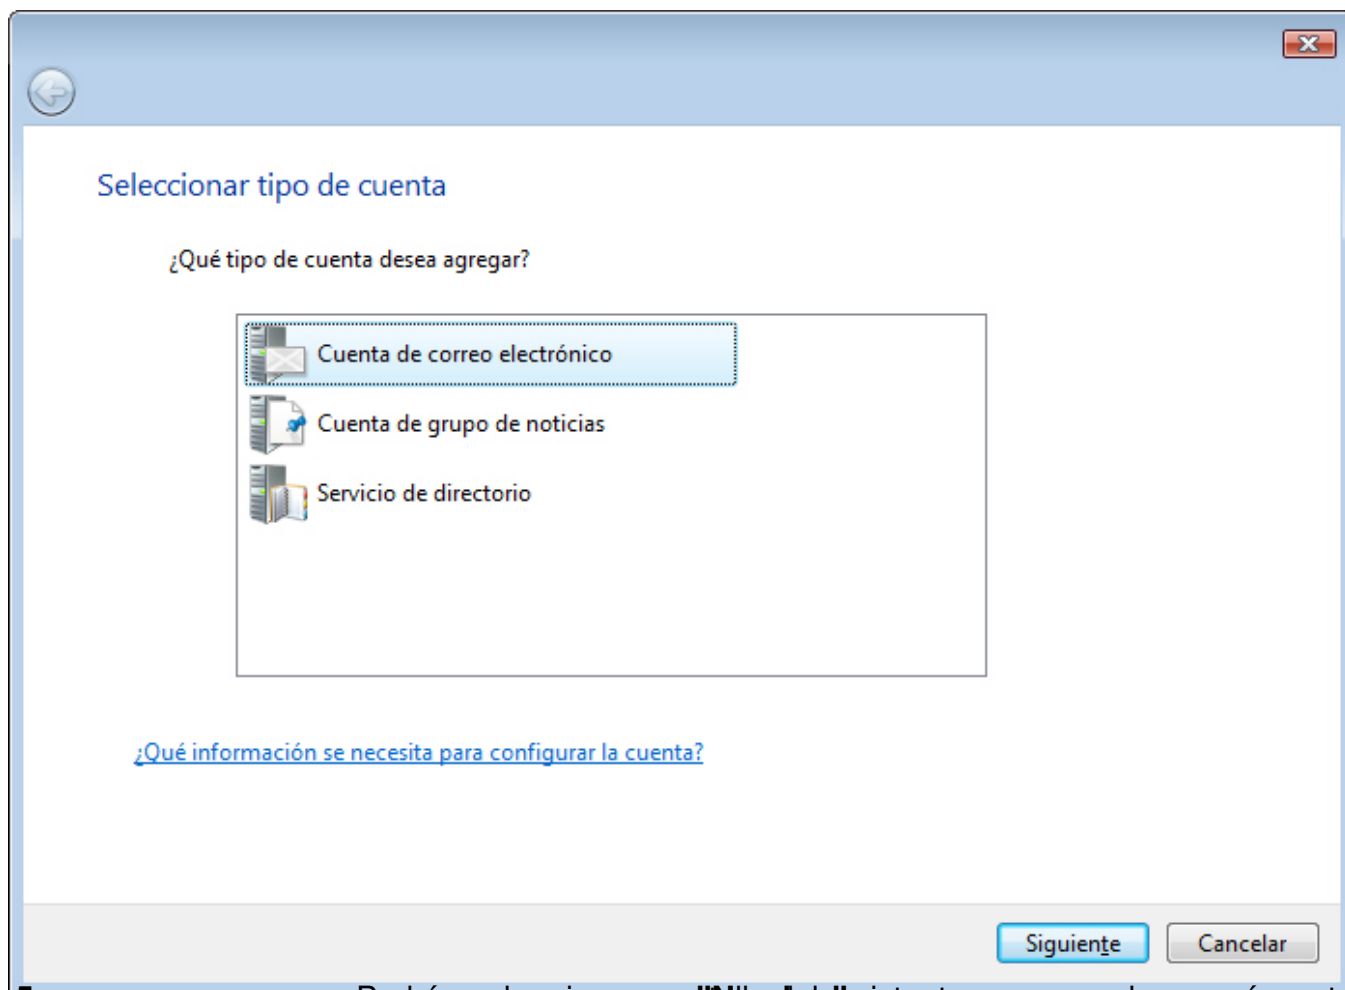 Seleccionar tipo de cuenta
¿Qué tipo de cuenta desea agregar?
Cuenta de correo electrónico
Cuenta de grupo de noticias
Servicio de directorio
¿Qué información se necesita para configurar la cuenta?
Siguiente
Cancelar